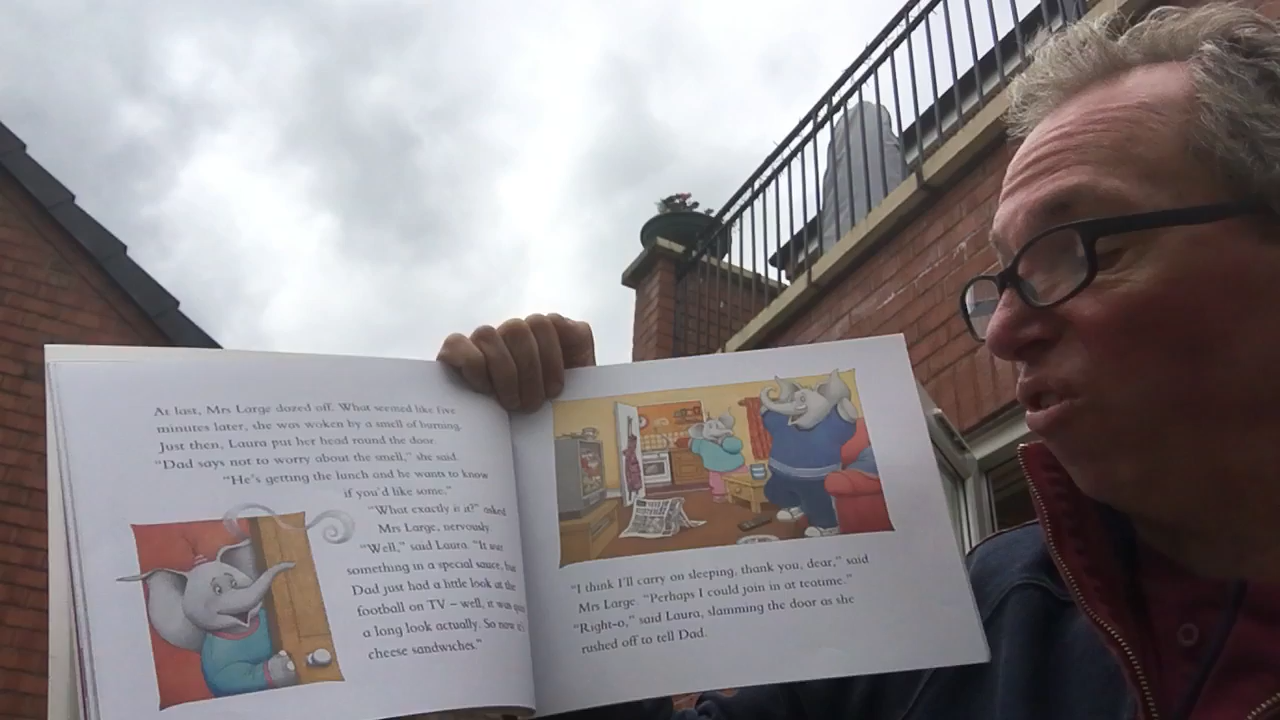 At last, Mrs Large dozed off. What seemed like five
minutes later, she was woken by a smell of burning.
Just then, Laura put her head round the door.
"Dad says not to worry about the smell," she said.
"He's getting the lunch and he wants to know
if you'd like some."
"What exactly is it?" asked
Mrs Large, nervously.
"Well," said Laura. "It was
something in a special sauce, but
Dad just had a little look at the
football on TV – well, it was quite
a long look actually. So now it's
cheese sandwiches."
"I think I'll carry on sleeping, thank you, dear," said
Mrs Large. "Perhaps I could join in at teatime."
"Right-o," said Laura, slamming the door as she
rushed off to tell Dad.